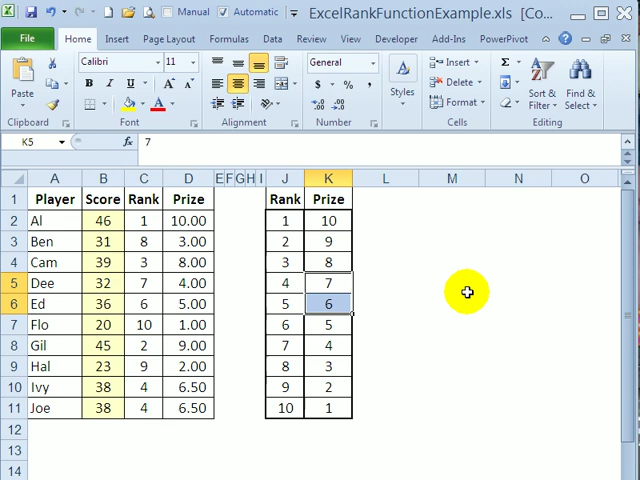 Manual
Automatic
ExcelRankFunctionExample.xls [Co...
File Home Insert Page Layout Formulas Data Review View Developer Add-Ins PowerPivot
Paste
Calibri 11
General
Styles
Insert
Delete
Format
Sort & Filter
Find & Select
Clipboard Font Alignment Number Cells Editing
K5 fx 7
A B C D E F G H I J K L M N O
1 Player Score Rank Prize Rank Prize
2 Al 46 1 10.00 1 10
3 Ben 31 8 3.00 2 9
4 Cam 39 3 8.00 3 8
5 Dee 32 7 4.00 4 7
6 Ed 36 6 5.00 5 6
7 Flo 20 10 1.00 6 5
8 Gil 45 2 9.00 7 4
9 Hal 23 9 2.00 8 3
10 Ivy 38 4 6.50 9 2
11 Joe 38 4 6.50 10 1
12
13
14